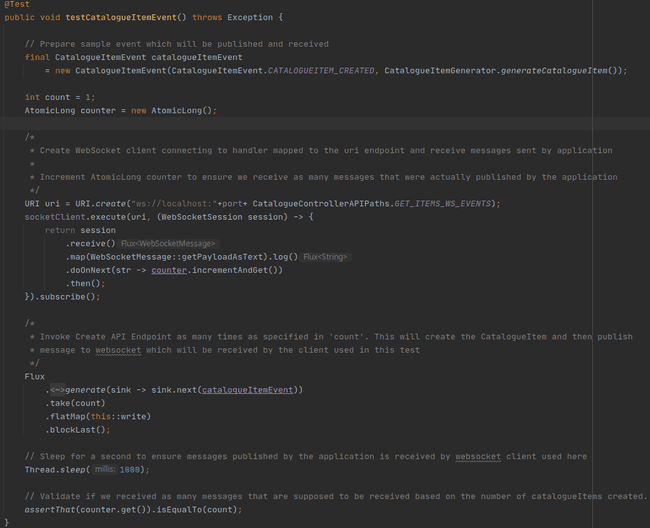 @Test
public void testCatalogueItemEvent() throws Exception {
// Prepare sample event which will be published and received
final CatalogueItemEvent catalogueItemEvent
= new CatalogueItemEvent(CatalogueItemEvent.CATALOGUEITEM_CREATED, CatalogueItemGenerator.generateCatalogueItem());
int count = 1;
AtomicLong counter = new AtomicLong();
/*
* Create WebSocket client connecting to handler mapped to the uri endpoint and receive messages sent by application
*
* Increment AtomicLong counter to ensure we receive as many messages that were actually published by the application
*/
URI uri = URI.create("ws://localhost:"+port+ CatalogueControllerAPIPaths.GET_ITEMS_WS_EVENTS);
socketClient.execute(uri, (WebSocketSession session) -> {
return session
.receive() Flux<WebSocketMessage>
.map(WebSocketMessage::getPayloadAsText).log() Flux<String>
.doOnNext(str -> counter.incrementAndGet())
.then();
}).subscribe();
/*
* Invoke Create API Endpoint as many times as specified in 'count'. This will create the CatalogueItem and then publish
* message to websocket which will be received by the client used in this test
*/
Flux
.<~>generate(sink -> sink.next(catalogueItemEvent))
.take(count)
.flatMap(this::write)
.blockLast();
// Sleep for a second to ensure messages published by the application is received by websocket client used here
Thread.sleep( millis: 1000);
// Validate if we received as many messages that are supposed to be received based on the number of catalogueItems created.
assertThat(counter.get()).isEqualTo(count);
}